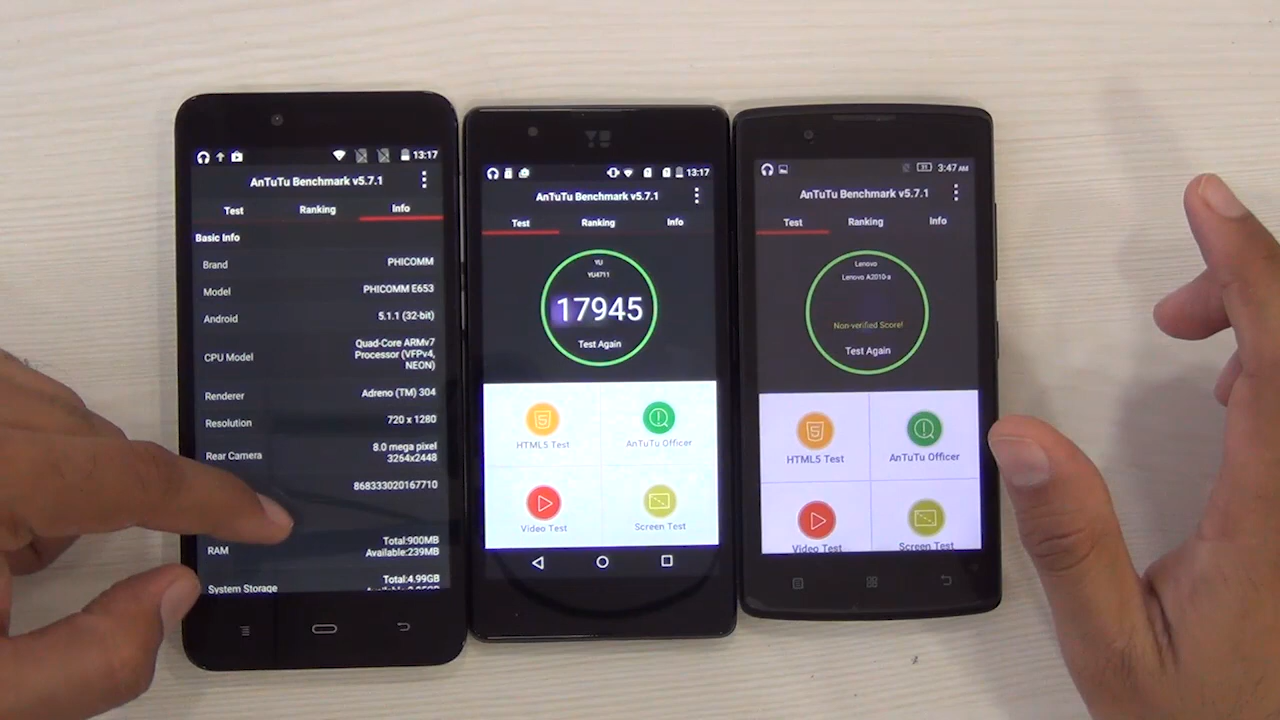 13:17
AnTuTu Benchmark v5.7.1
Test Ranking Info
Basic Info
Brand PHICOMM
Model PHICOMM E653
Android 5.1.1 (32-bit)
CPU Model Quad-Core ARMv7
Processor (VFPv4,
NEON)
Renderer Adreno (TM) 304
Resolution 720 x 1280
Rear Camera 8.0 mega pixel
3264x2448
868333020167710
RAM Total:900MB
Available:239MB
System Storage Total:4.99GB
YU
13:17
AnTuTu Benchmark v5.7.1
Test Ranking Info
YU
YU4711
17945
Test Again
5
HTML5 Test AnTuTu Officer
Video Test Screen Test
31 3:47 AM
AnTuTu Benchmark v5.7.1
Test Ranking Info
Lenovo
Lenovo A2010-a
Non-verified Score!
Test Again
5
HTML5 Test AnTuTu Officer
Video Test Screen Test